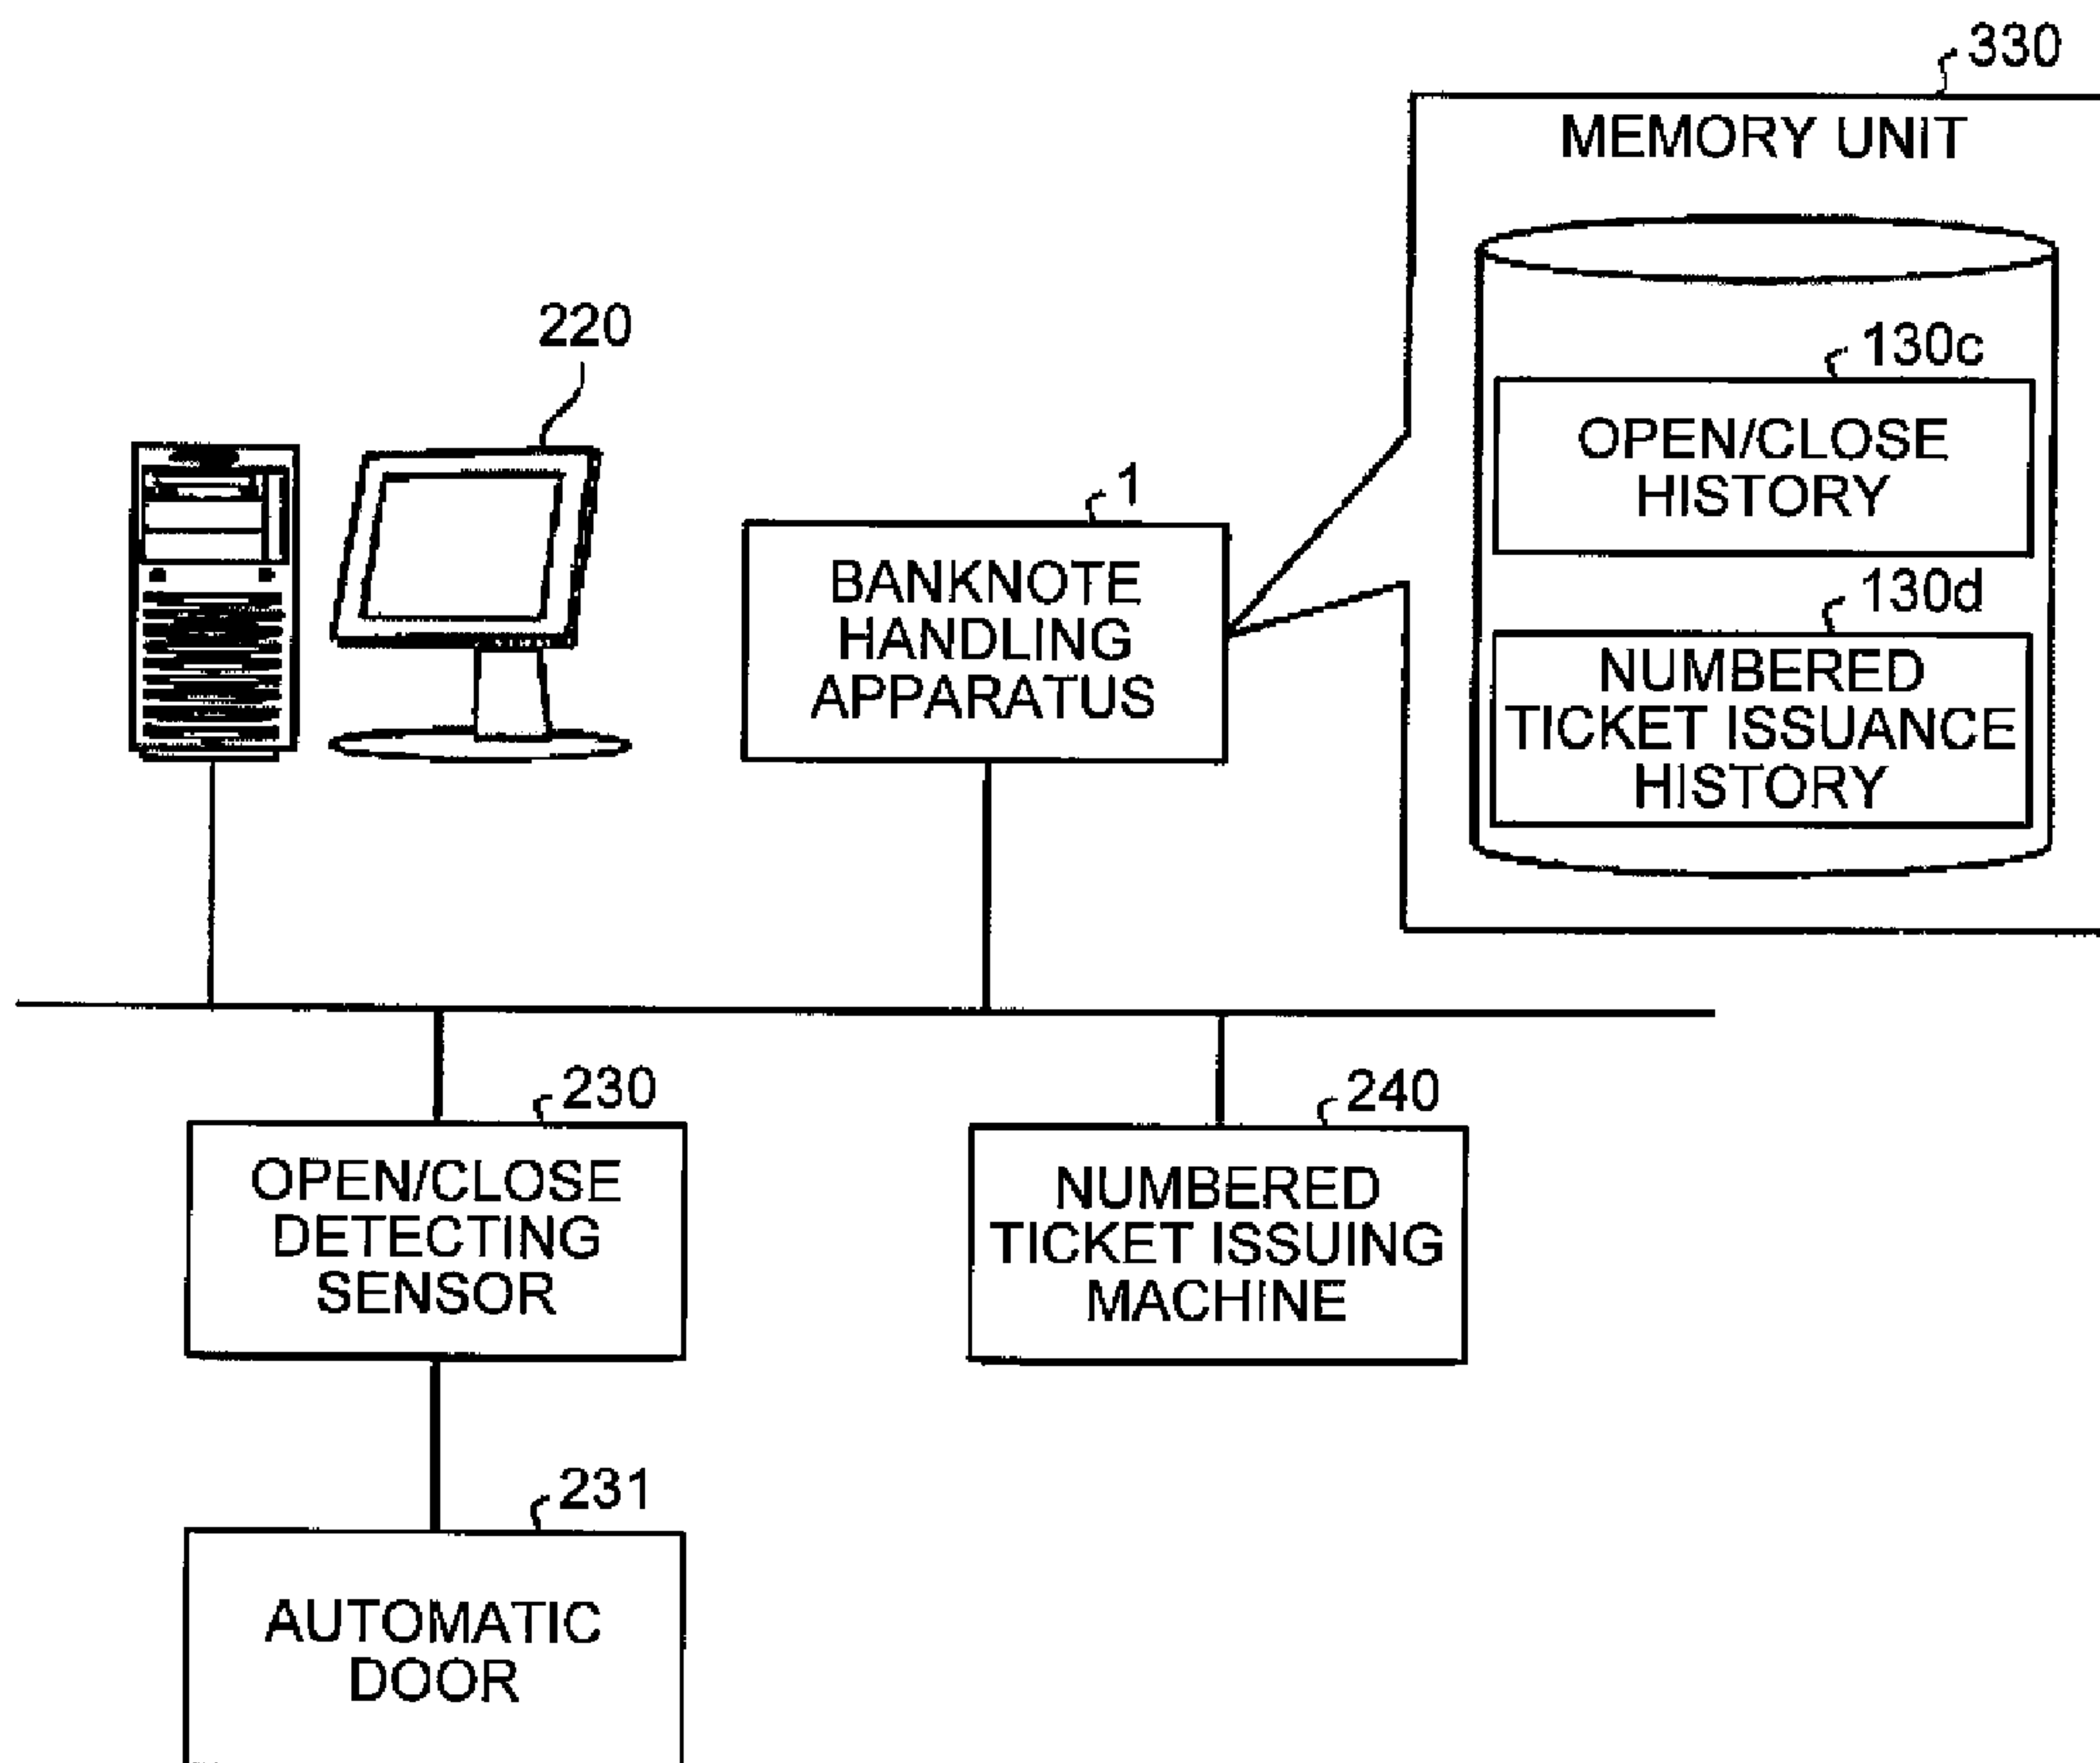 330
MEMORY UNIT
220
130c
OPEN/CLOSE
HISTORY
1
BANKNOTE
HANDLING
APPARATUS
130d
NUMBERED
TICKET ISSUANCE
HISTORY
230
OPEN/CLOSE
DETECTING
SENSOR
240
NUMBERED
TICKET ISSUING
MACHINE
231
AUTOMATIC
DOOR